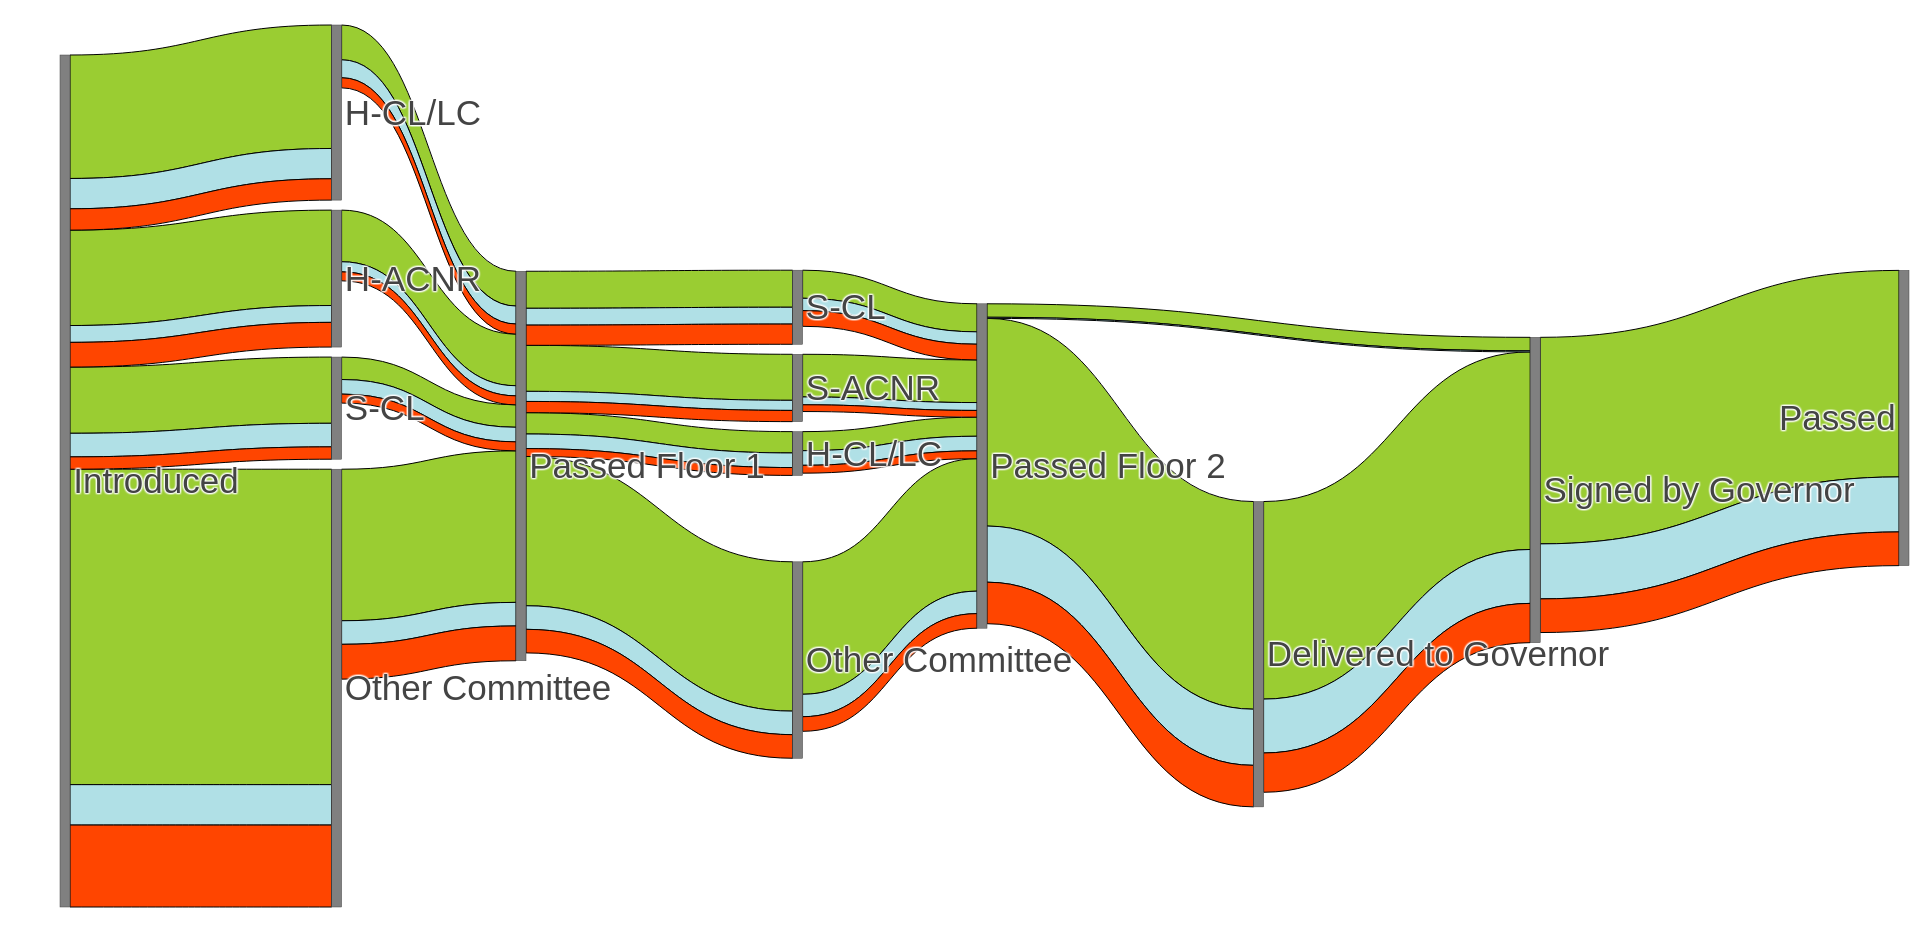 Introduced
H-CL/LC
H-ACNR
S-CL
Other Committee
Passed Floor 1
S-CL
S-ACNR
H-CL/LC
Other Committee
Passed Floor 2
Delivered to Governor
Signed by Governor
Passed